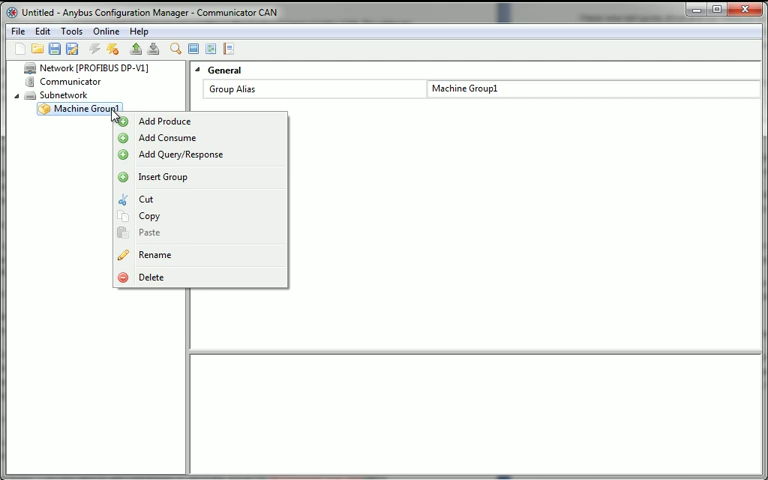 Untitled - Anybus Configuration Manager - Communicator CAN
File Edit Tools Online Help
Network [PROFIBUS DP-V1]
Communicator
Subnetwork
Machine Group1
General
Group Alias Machine Group1
Add Produce
Add Consume
Add Query/Response
Insert Group
Cut
Copy
Paste
Rename
Delete